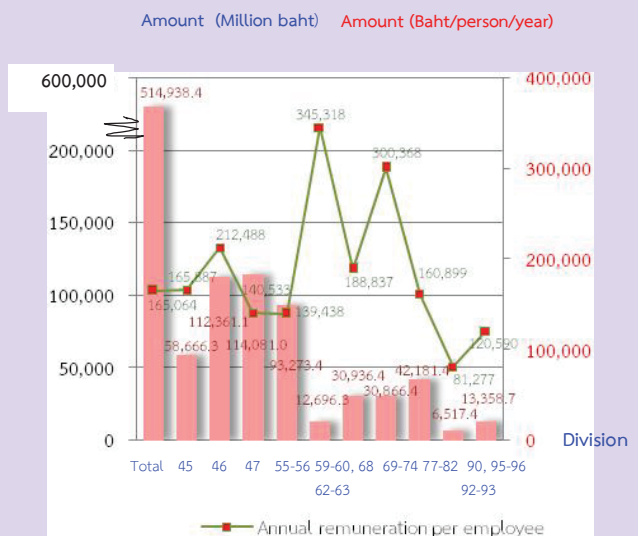 Amount (Million baht) Amount (Baht/person/year)
600,000 400,000
514,938.4
345,318
200,000 300,368 300,000
150,000 212,488 200,000
165,887 188,837 160,899
165,064 140,533 139,438
100,000 112,361.1 120,590 100,000
58,666.3 114,081.0 93,273.4
50,000 30,936.4 42,181.4 81,277
12,696.3 30,866.4 6,517.4 13,358.7
0 0 Division
Total 45 46 47 55-56 59-60, 68 69-74 77-82 90, 95-96
62-63 92-93
Annual remuneration per employee